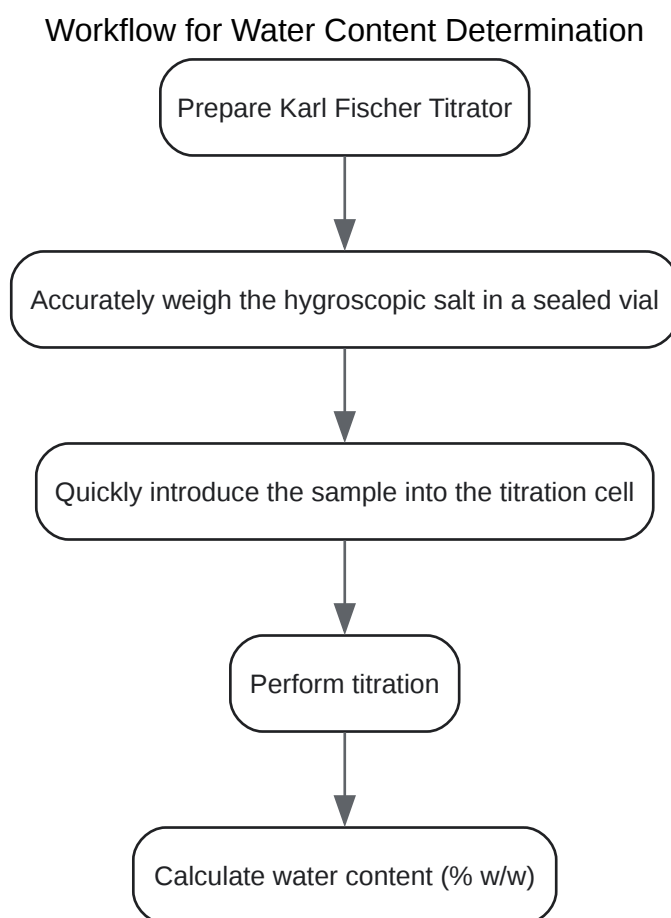 Workflow for Water Content Determination
Prepare Karl Fischer Titrator
Accurately weigh the hygroscopic salt in a sealed vial
Quickly introduce the sample into the titration cell
Perform titration
Calculate water content (% w/w)